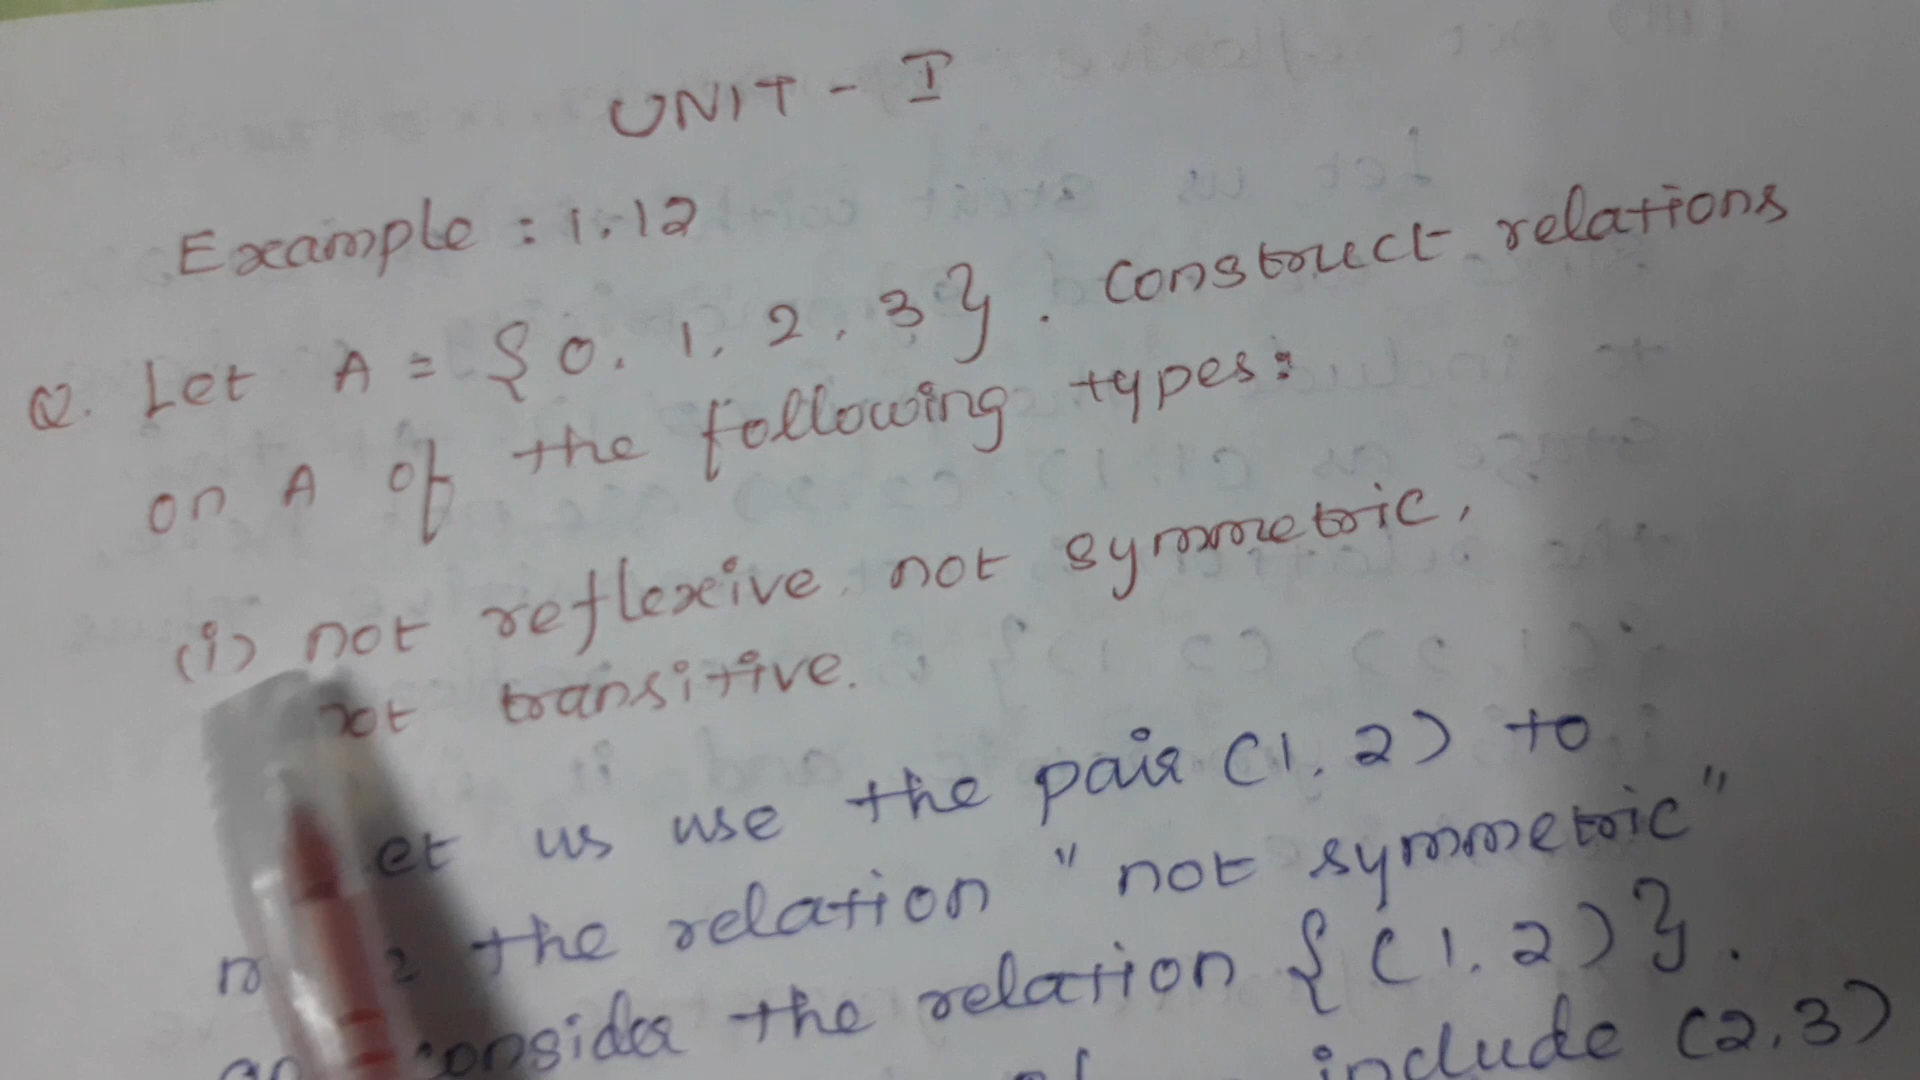 UNIT - I
Example : 1.12
Q. Let A = {0, 1, 2, 3}. Construct relations
on A of the following types:
(i) not reflexive, not symmetric,
transitive.
us use the pair (1, 2) to
the relation "not symmetric"
consider the relation {(1, 2)}.
include (2,3)